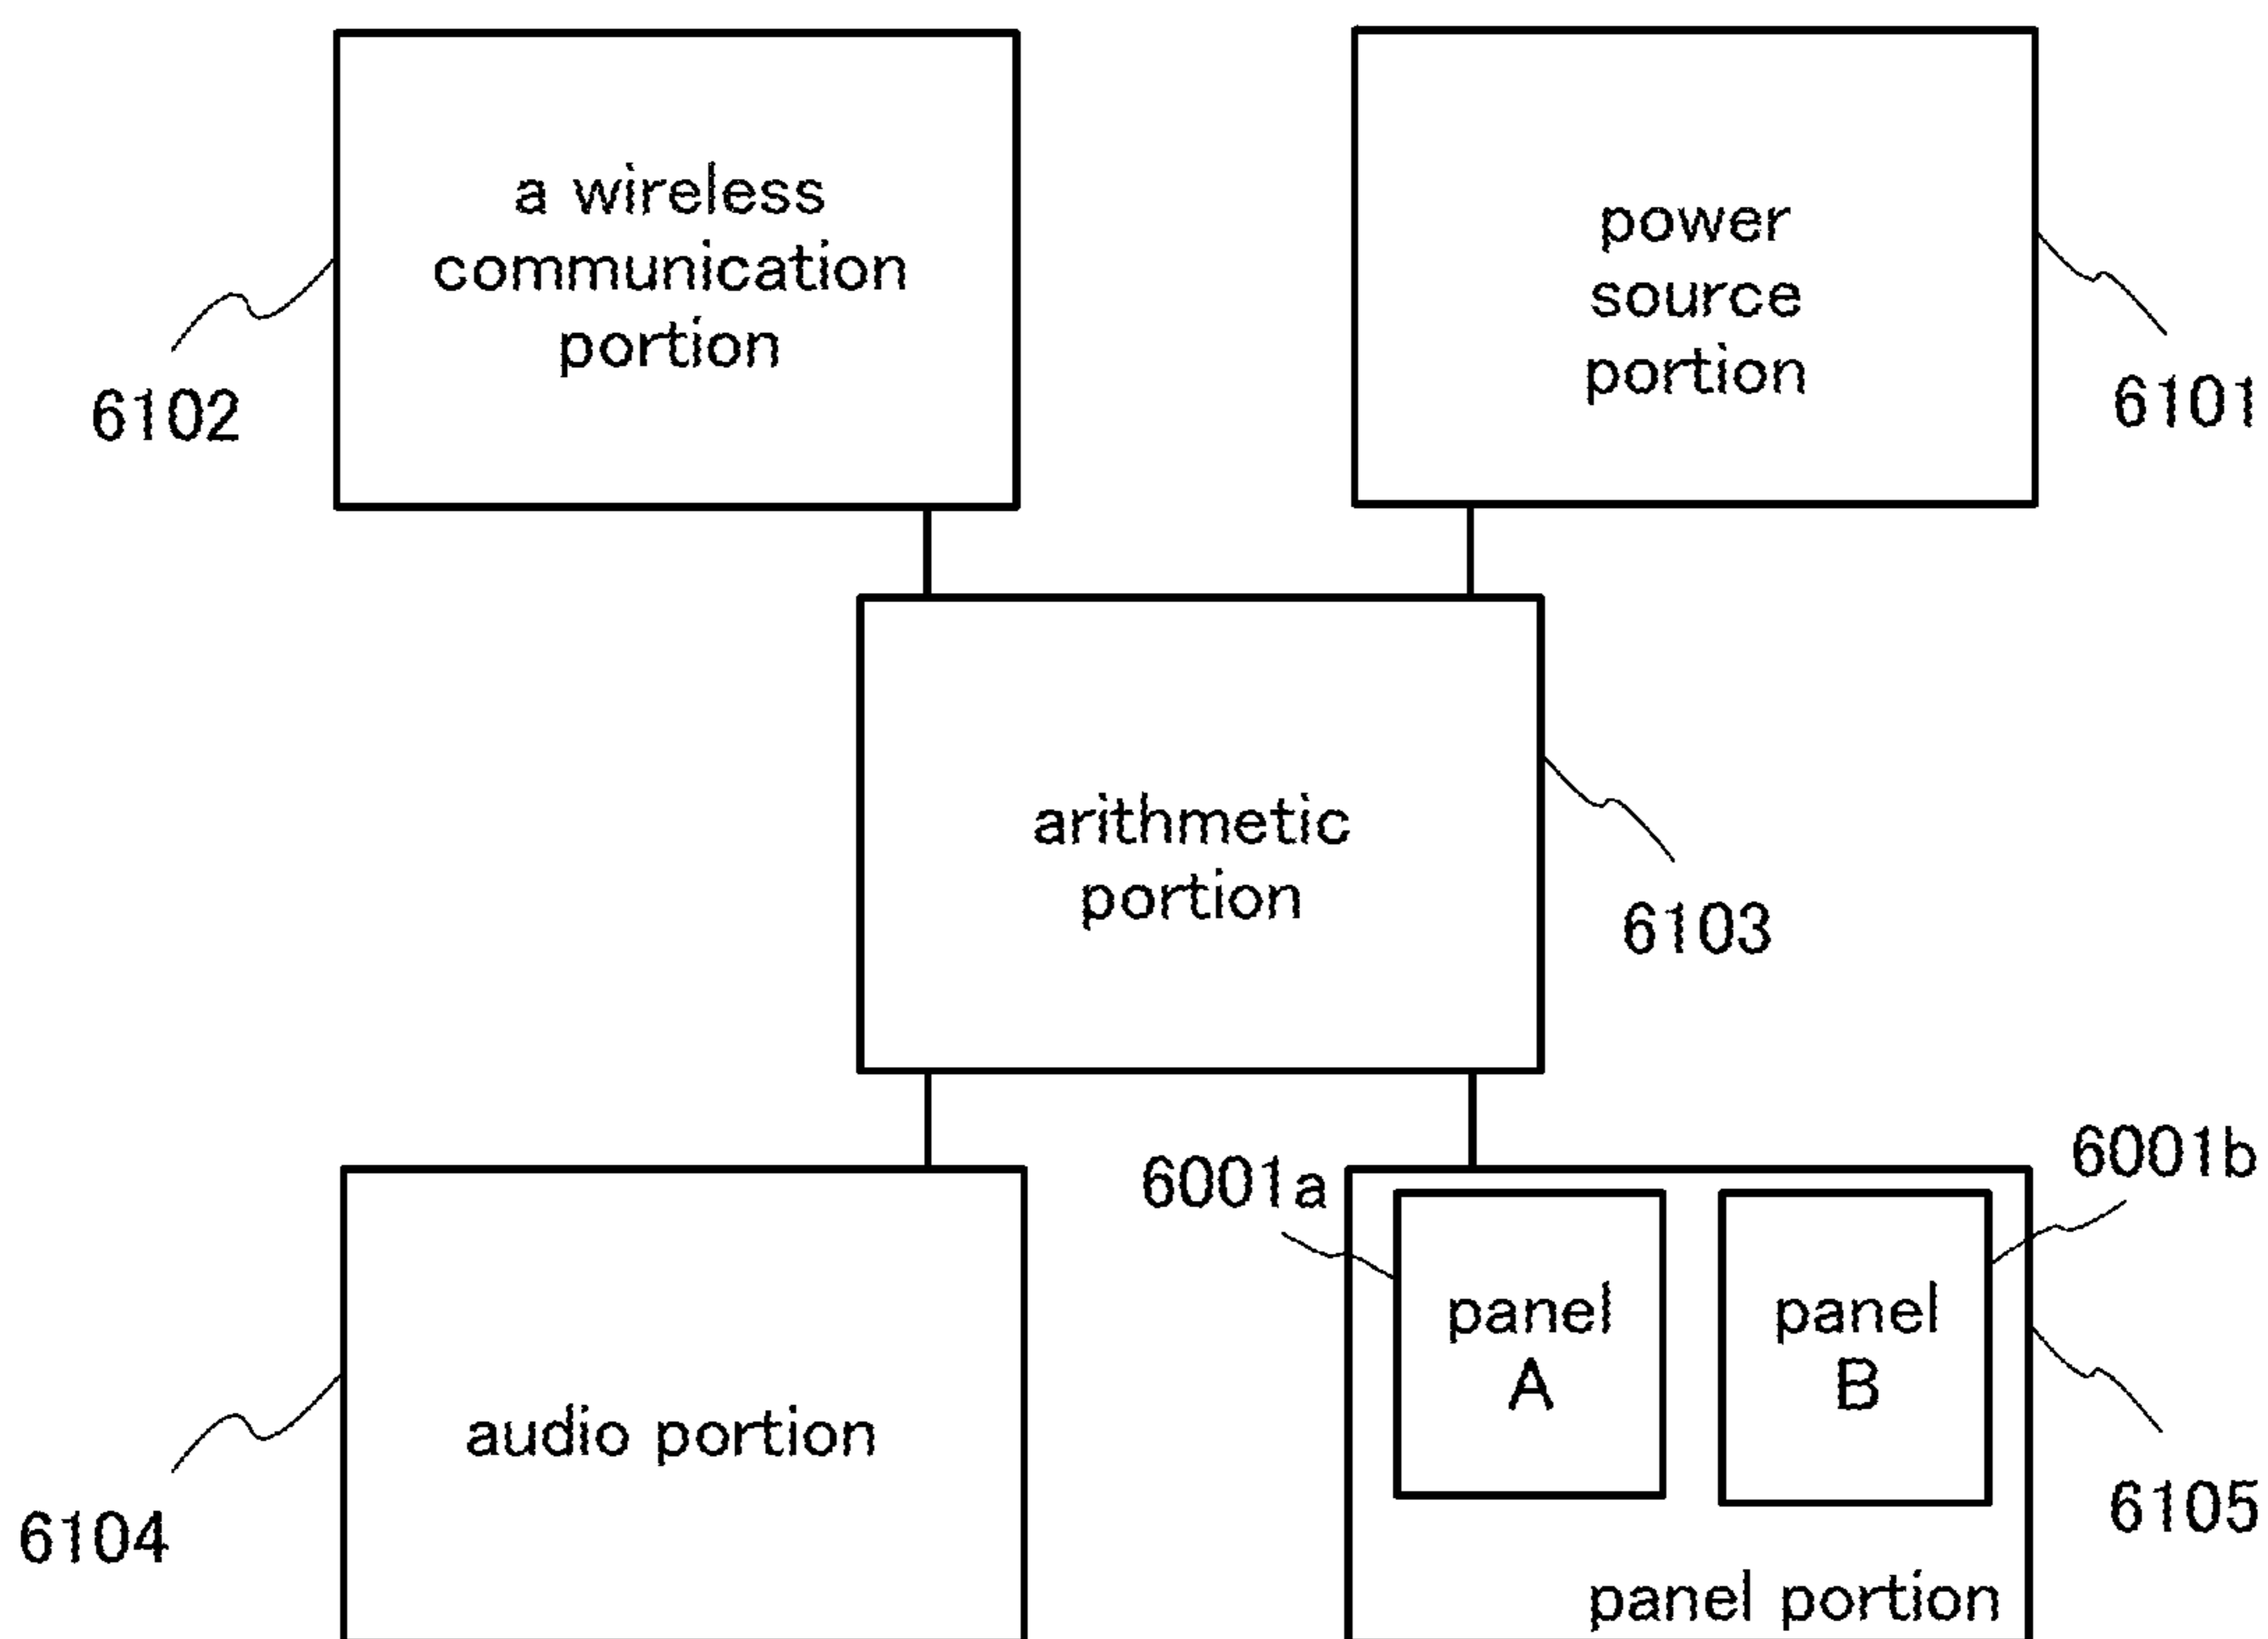 a wireless
communication
portion
6102
power
source
portion
6101
arithmetic
portion
6103
audio portion
6104
6001a
6001b
panel
A
panel
B
6105
panel portion